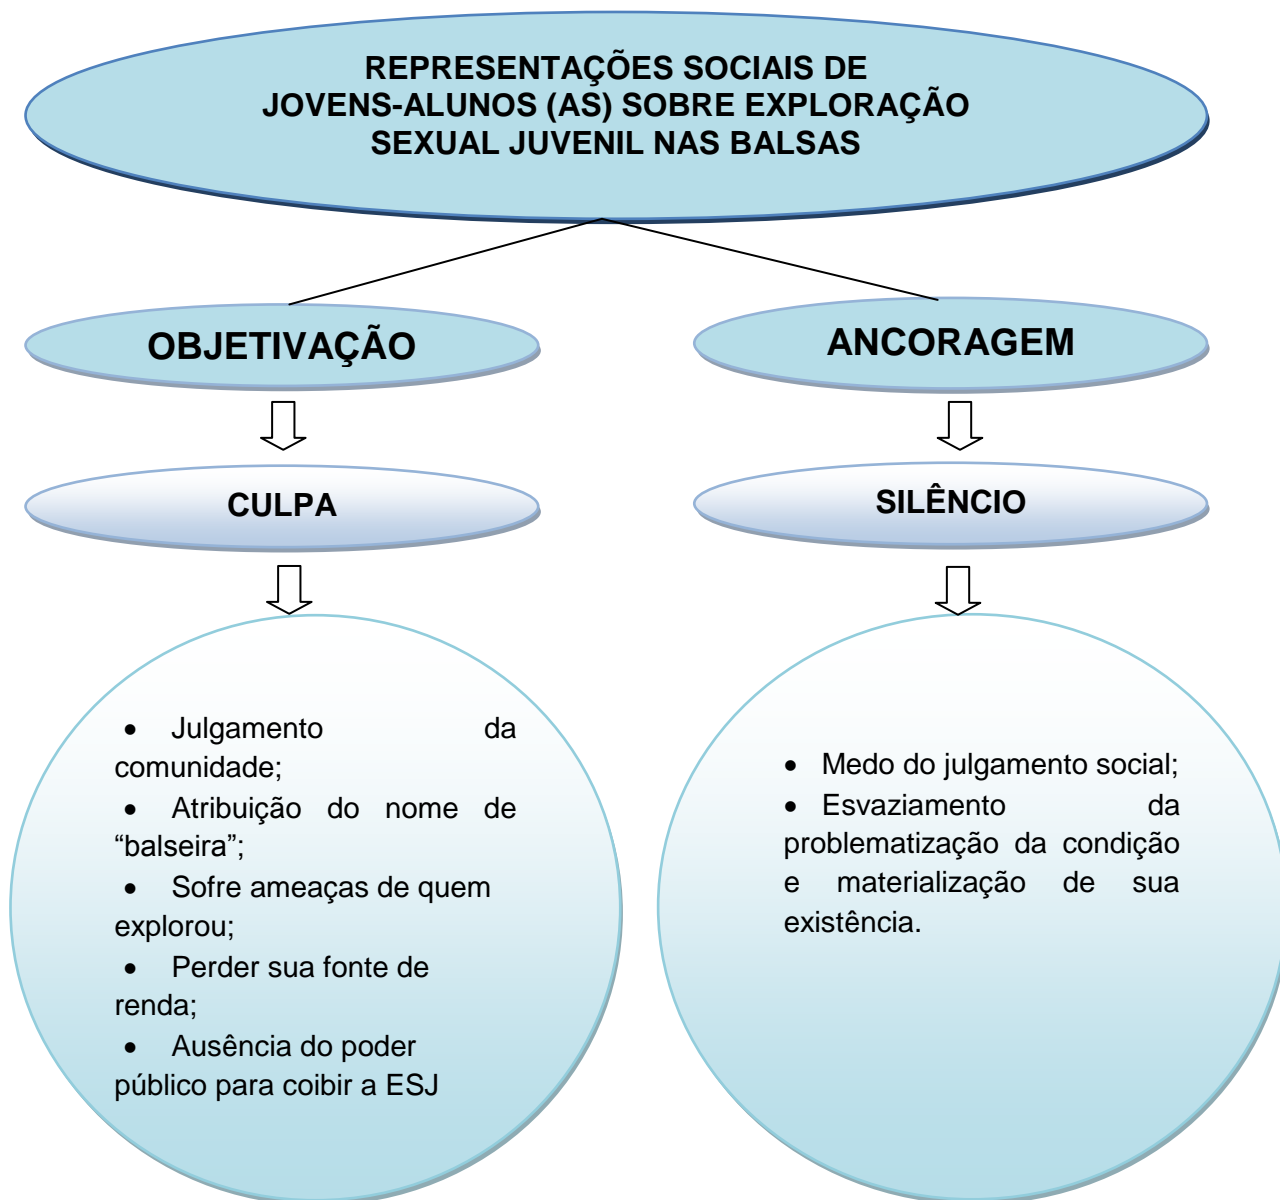 REPRESENTAÇÕES SOCIAIS DE
JOVENS-ALUNOS (AS) SOBRE EXPLORAÇÃO
SEXUAL JUVENIL NAS BALSAS
OBJETIVAÇÃO
ANCORAGEM
CULPA
SILÊNCIO
• Julgamento da
comunidade;
• Atribuição do nome de
“balseira”;
• Sofre ameaças de quem
explorou;
• Perder sua fonte de
renda;
• Ausência do poder
público para coibir a ESJ
• Medo do julgamento social;
• Esvaziamento da
problematização da condição
e materialização de sua
existência.